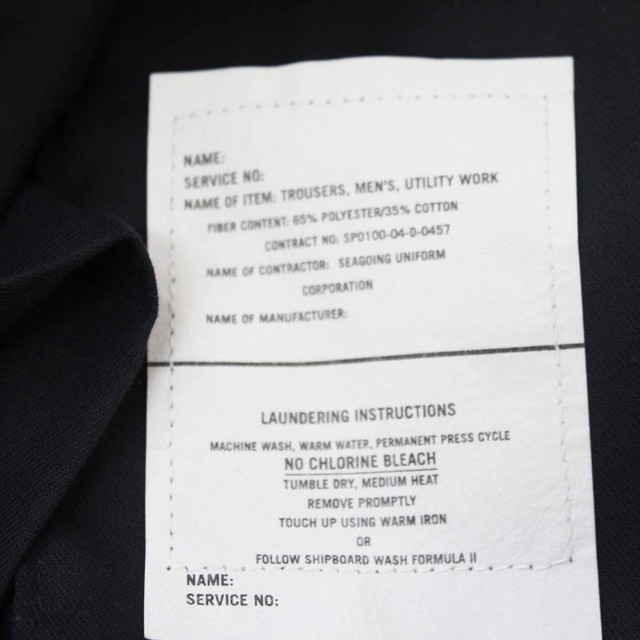 NAME:
SERVICE NO:
NAME OF ITEM: TROUSERS, MEN'S, UTILITY WORK
FIBER CONTENT: 65% POLYESTER/35% COTTON
CONTRACT NO: SPO100-04-D-0457
NAME OF CONTRACTOR: SEAGOING UNIFORM
CORPORATION
NAME OF MANUFACTURER:
LAUNDERING INSTRUCTIONS
MACHINE WASH, WARM WATER, PERMANENT PRESS CYCLE
NO CHLORINE BLEACH
TUMBLE DRY, MEDIUM HEAT
REMOVE PROMPTLY
TOUCH UP USING WARM IRON
OR
FOLLOW SHIPBOARD WASH FORMULA II
NAME:
SERVICE NO: